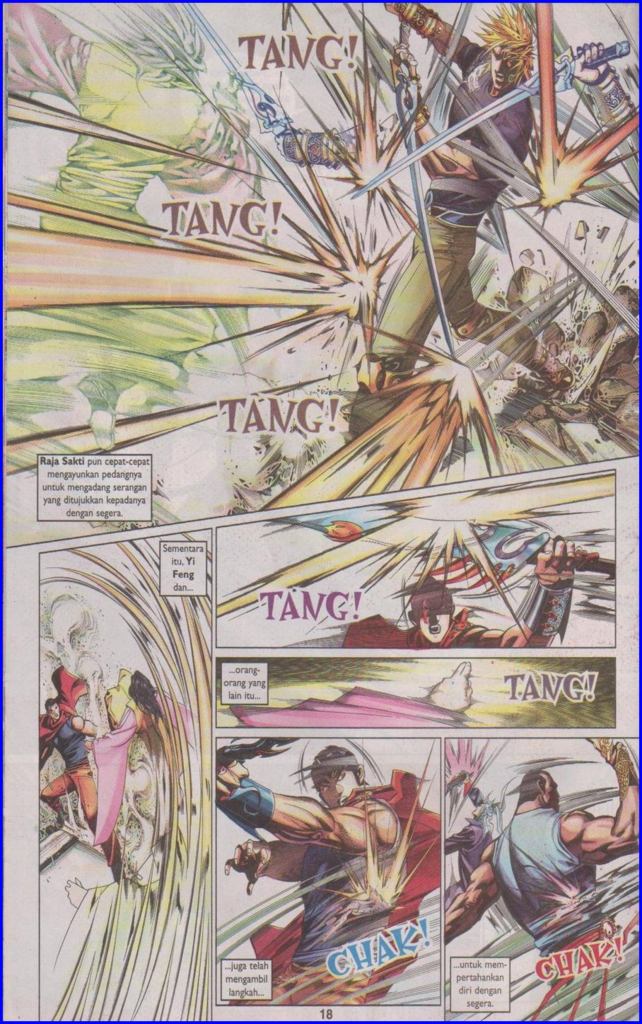 TANG!
TANG!
TANG!
Raja Sakti pun cepat-cepat
mengayunkan pedangnya
untuk mengadang serangan
yang ditujukkan kepadanya
dengan segera.
Sementara
itu, Yi
Feng
dan...
TANG!
...orang-
orang yang
lain itu...
TANG!
...juga telah
mengambil
langkah...
CHAK!
...untuk mem-
pertahankan
diri dengan
segera.
CHAK!
18